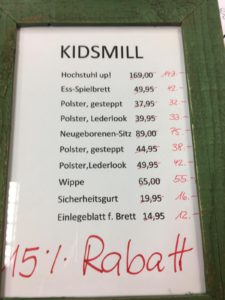 KIDSMILL
Hochstuhl up! 169,00 143.-
Ess-Spielbrett 49,95 42.-
Polster, gesteppt 37,95 32.-
Polster, Lederlook 39,95 33.-
Neugeborenen-Sitz 89,00 75.-
Polster, gesteppt 44,95 38.-
Polster,Lederlook 49,95 42.-
Wippe 65,00 55.-
Sicherheitsgurt 19,95 16.-
Einlegeblatt f. Brett 14,95 12.-
15% Rabatt